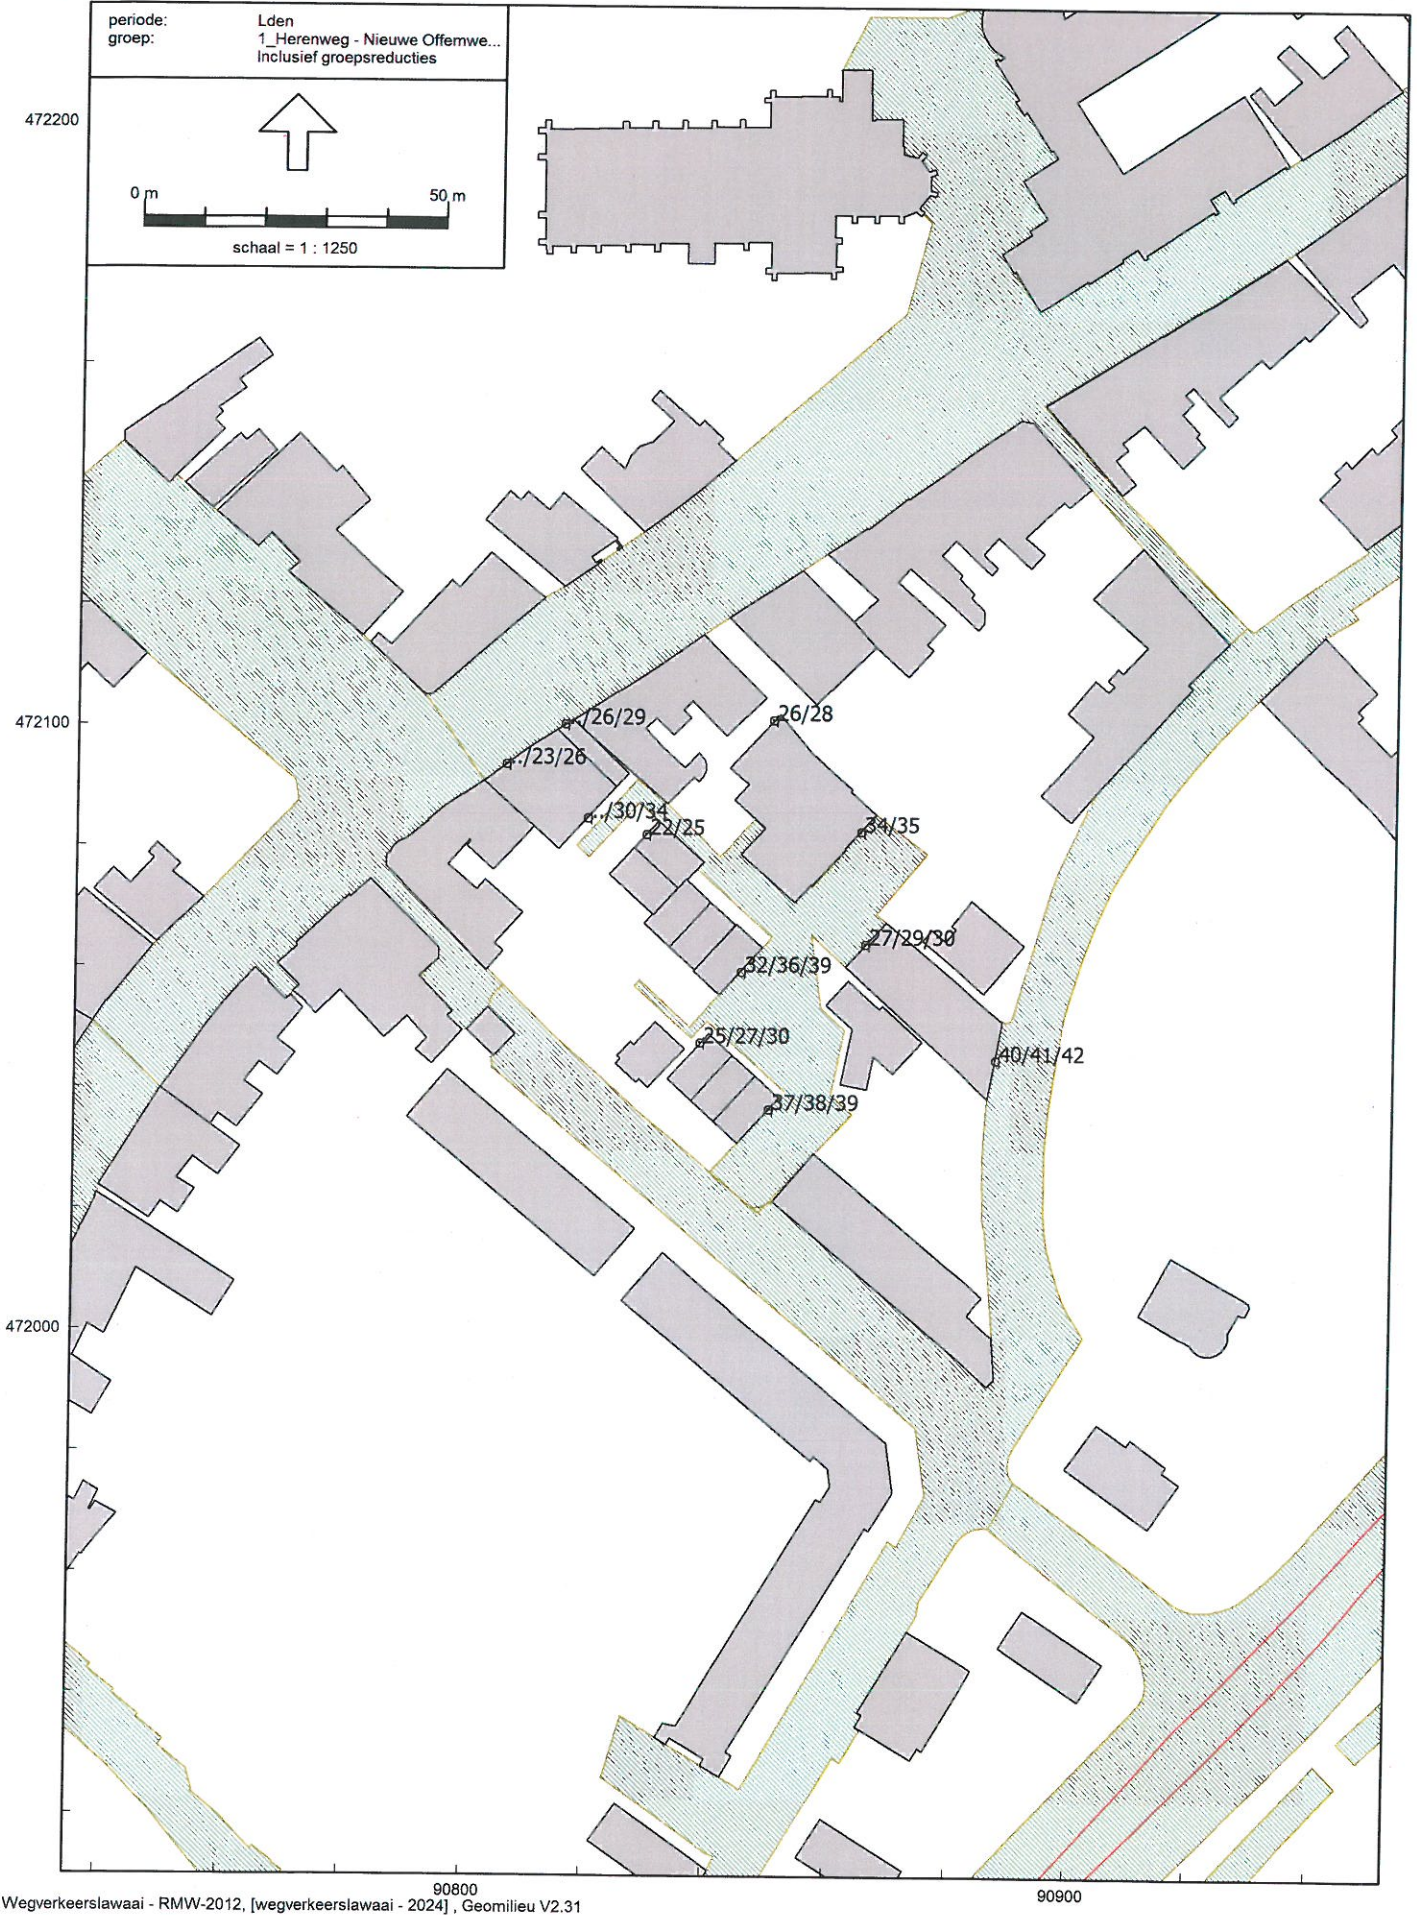 periode: Lden
groep: 1_Herenweg - Nieuwe Offemwe...
Inclusief groepsreducties
0 m 50 m
schaal = 1 : 1250
472200
472100
472000
../26/29
26/28
../23/26
../30/34
22/25
34/35
27/29/30
32/36/39
25/27/30
40/41/42
37/38/39
90800
90900
Wegverkeerslawaai - RMW-2012, [wegverkeerslawaai - 2024] , Geomilieu V2.31